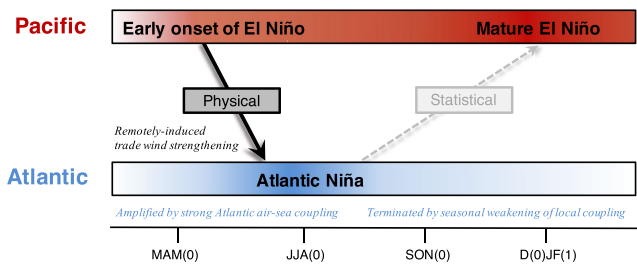 Pacific
Early onset of El Niño
Mature El Niño
Physical
Statistical
Remotely-induced
trade wind strengthening
Atlantic
Atlantic Niña
Amplified by strong Atlantic air-sea coupling
Terminated by seasonal weakening of local coupling
MAM(0)
JJA(0)
SON(0)
D(0)JF(1)